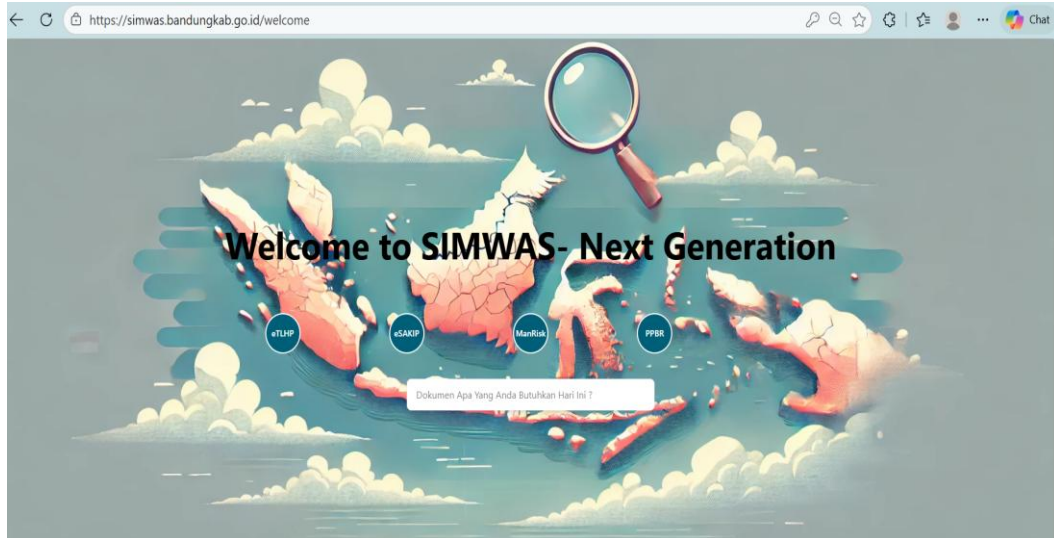 https://simwas.bandungkab.go.id/welcome
Chat
Welcome to SIMWAS- Next Generation
eTLHP
eSAKIP
ManRisk
PPBR
Dokumen Apa Yang Anda Butuhkan Hari Ini ?